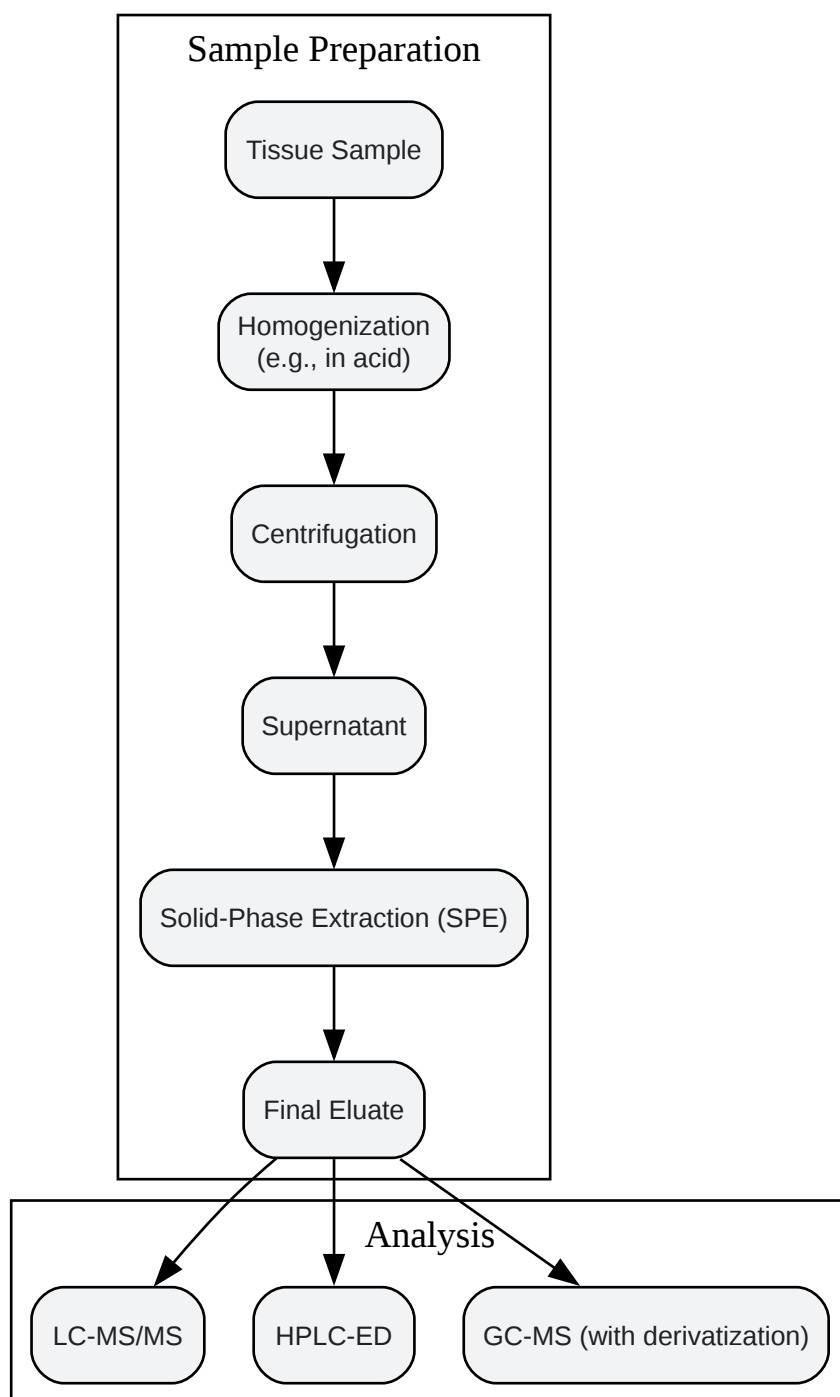 Sample Preparation
Tissue Sample
Homogenization
(e.g., in acid)
Centrifugation
Supernatant
Solid-Phase Extraction (SPE)
Final Eluate
Analysis
LC-MS/MS
HPLC-ED
GC-MS (with derivatization)